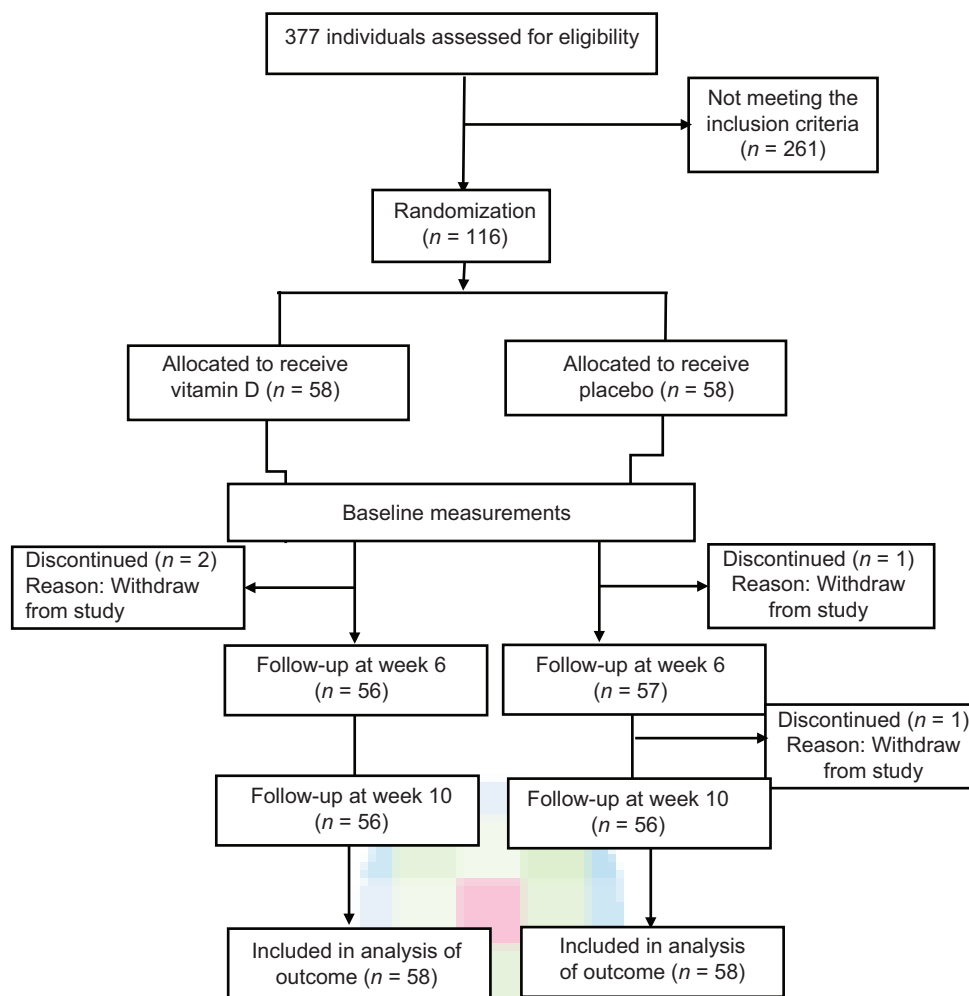 377 individuals assessed for eligibility
Not meeting the
inclusion criteria
(n = 261)
Randomization
(n = 116)
Allocated to receive
vitamin D (n = 58)
Allocated to receive
placebo (n = 58)
Baseline measurements
Discontinued (n = 2)
Reason: Withdraw
from study
Discontinued (n = 1)
Reason: Withdraw
from study
Follow-up at week 6
(n = 56)
Follow-up at week 6
(n = 57)
Discontinued (n = 1)
Reason: Withdraw
from study
Follow-up at week 10
(n = 56)
Follow-up at week 10
(n = 56)
Included in analysis of
outcome (n = 58)
Included in analysis
of outcome (n = 58)